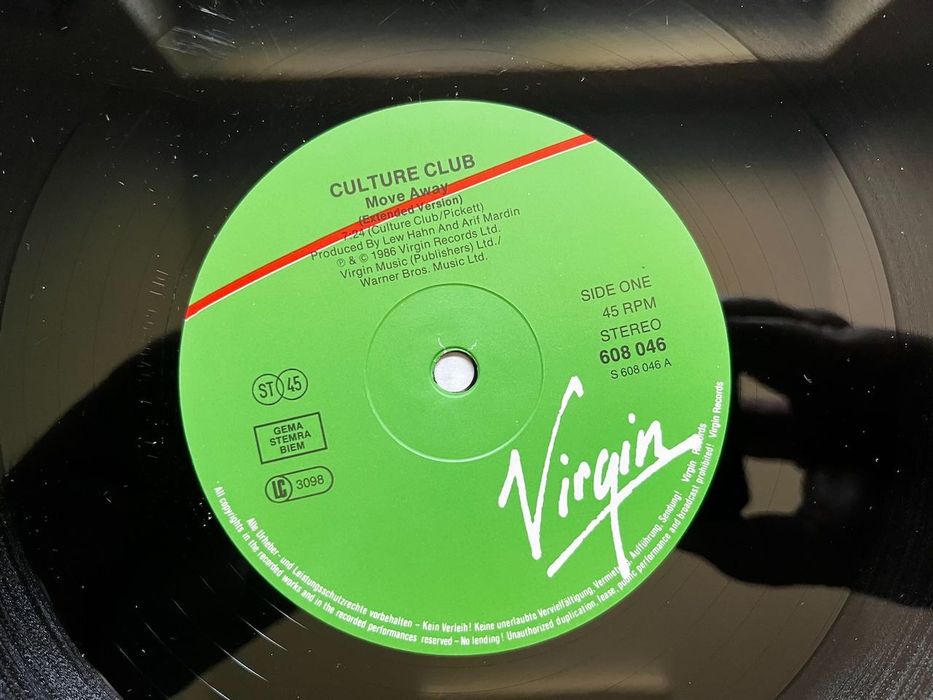 CULTURE CLUB
Move Away
(Extended Version)
7:24 (Culture Club/Pickett)
Produced By Lew Hahn And Arif Mardin
℗ & © 1986 Virgin Records Ltd.
Virgin Music (Publishers) Ltd./
Warner Bros. Music Ltd.
SIDE ONE
45 RPM
STEREO
608 046
S 608 046 A
ST 45
GEMA
STEMRA
BIEM
LC 3098
Virgin
Alle Urheber- und Leistungsschutzrechte vorbehalten – Kein Verleih! Keine unerlaubte Vervielfältigung, Vermietung, Aufführung, Sendung! Virgin Records
All copyrights in the recorded works and in the recorded performances reserved – No lending! Unauthorized duplication, lease, public performance and broadcast prohibited! Virgin Records